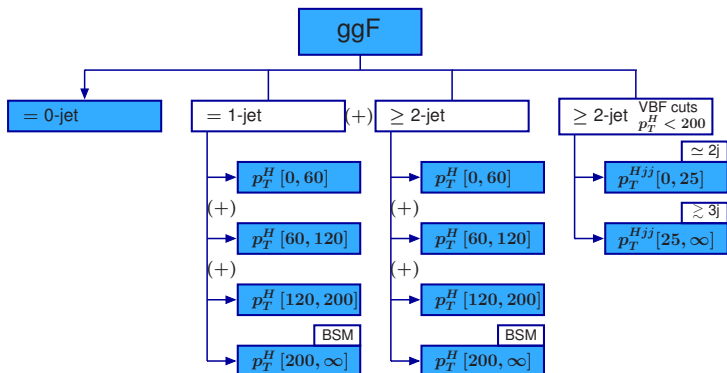 ggF
= 0-jet
= 1-jet
(+)
≥ 2-jet
≥ 2-jet VBF cuts p_T^H < 200
≃ 2j
p_T^H [0, 60]
p_T^H [0, 60]
p_T^{Hjj} [0, 25]
(+)
(+)
≳ 3j
p_T^H [60, 120]
p_T^H [60, 120]
p_T^{Hjj} [25, ∞]
(+)
(+)
p_T^H [120, 200]
p_T^H [120, 200]
BSM
BSM
p_T^H [200, ∞]
p_T^H [200, ∞]